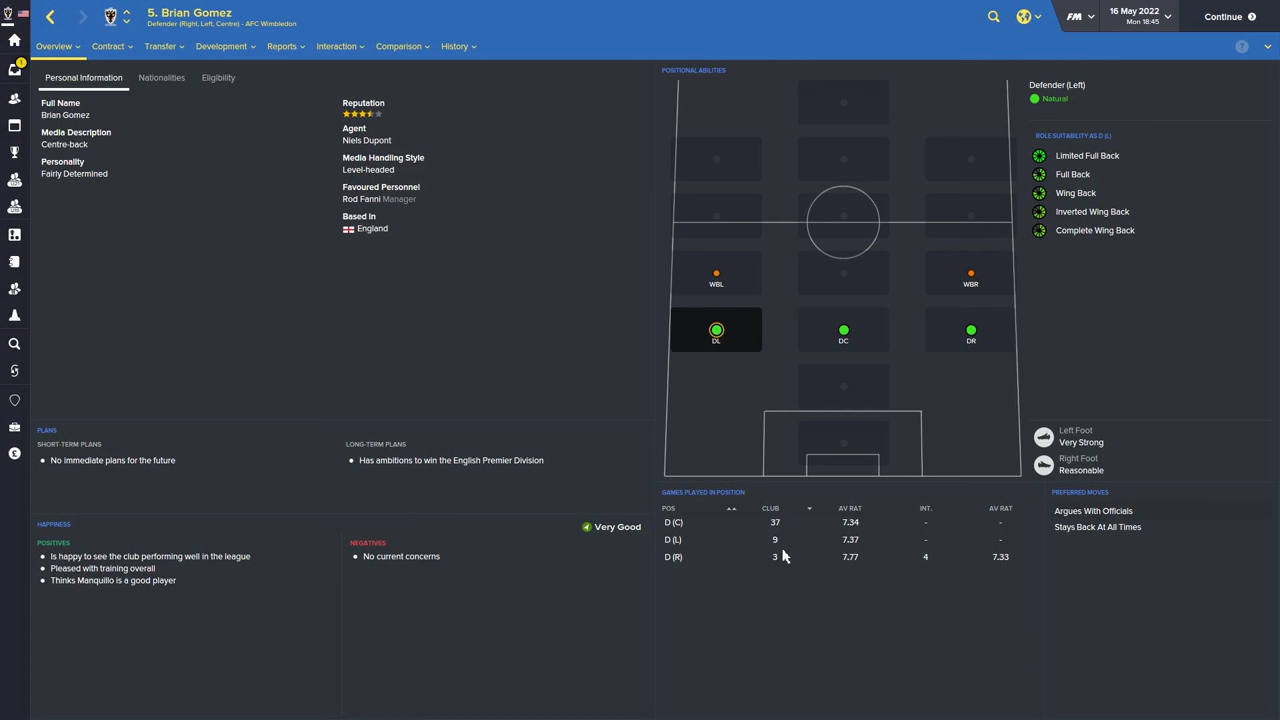 5. Brian Gomez
Defender (Right, Left, Centre) - AFC Wimbledon
FM
16 May 2022
Mon 18:45
Continue
1
Overview
Contract
Transfer
Development
Reports
Interaction
Comparison
History
?
Personal Information
Nationalities
Eligibility
Full Name
Brian Gomez
Media Description
Centre-back
Personality
Fairly Determined
Reputation
Agent
Niels Dupont
Media Handling Style
Level-headed
Favoured Personnel
Rod Fanni Manager
Based In
England
POSITIONAL ABILITIES
WBL
WBR
DL
DC
DR
Defender (Left)
Natural
ROLE SUITABILITY AS D (L)
Limited Full Back
Full Back
Wing Back
Inverted Wing Back
Complete Wing Back
Left Foot
Very Strong
Right Foot
Reasonable
PLANS
SHORT-TERM PLANS
No immediate plans for the future
LONG-TERM PLANS
Has ambitions to win the English Premier Division
HAPPINESS
Very Good
POSITIVES
Is happy to see the club performing well in the league
Pleased with training overall
Thinks Manquillo is a good player
NEGATIVES
No current concerns
GAMES PLAYED IN POSITION
POS CLUB AV RAT INT. AV RAT
D (C) 37 7.34 - -
D (L) 9 7.37 - -
D (R) 3 7.77 4 7.33
PREFERRED MOVES
Argues With Officials
Stays Back At All Times